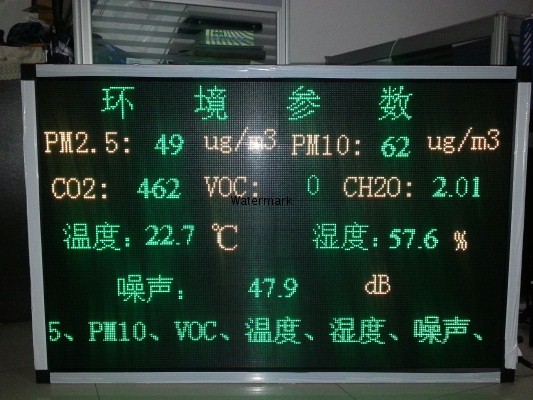 环 境 参 数
PM2.5: 49 ug/m3 PM10: 62 ug/m3
CO2: 462 VOC: 0 CH2O: 2.01
Watermark
温度: 22.7 ℃ 湿度: 57.6 %
噪声: 47.9 dB
5、PM10、VOC、温度、湿度、噪声、